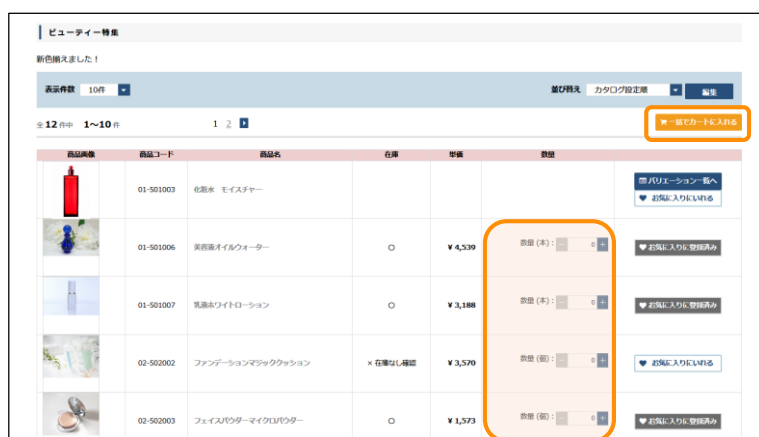 ビューティー特集
新色揃えました！
表示件数 10件 並び替え カタログ設定順 編集
全12件中 1～10件 1 2 一括でカートに入れる
商品画像 商品コード 商品名 在庫 単価 数量
バリエーション一覧へ
01-501003 化粧水 モイスチャー
お気に入りにいれる
01-501006 美容液オイルウォーター ○ ¥ 4,539 数量 (本)： － 0 + お気に入りに登録済み
01-501007 乳液ホワイトローション ○ ¥ 3,188 数量 (本)： － 0 + お気に入りに登録済み
02-502002 ファンデーションマジッククッション × 在庫なし確認 ¥ 3,570 数量 (個)： － 0 + お気に入りにいれる
02-502003 フェイスパウダーマイクロパウダー ○ ¥ 1,573 数量 (個)： － 0 + お気に入りに登録済み